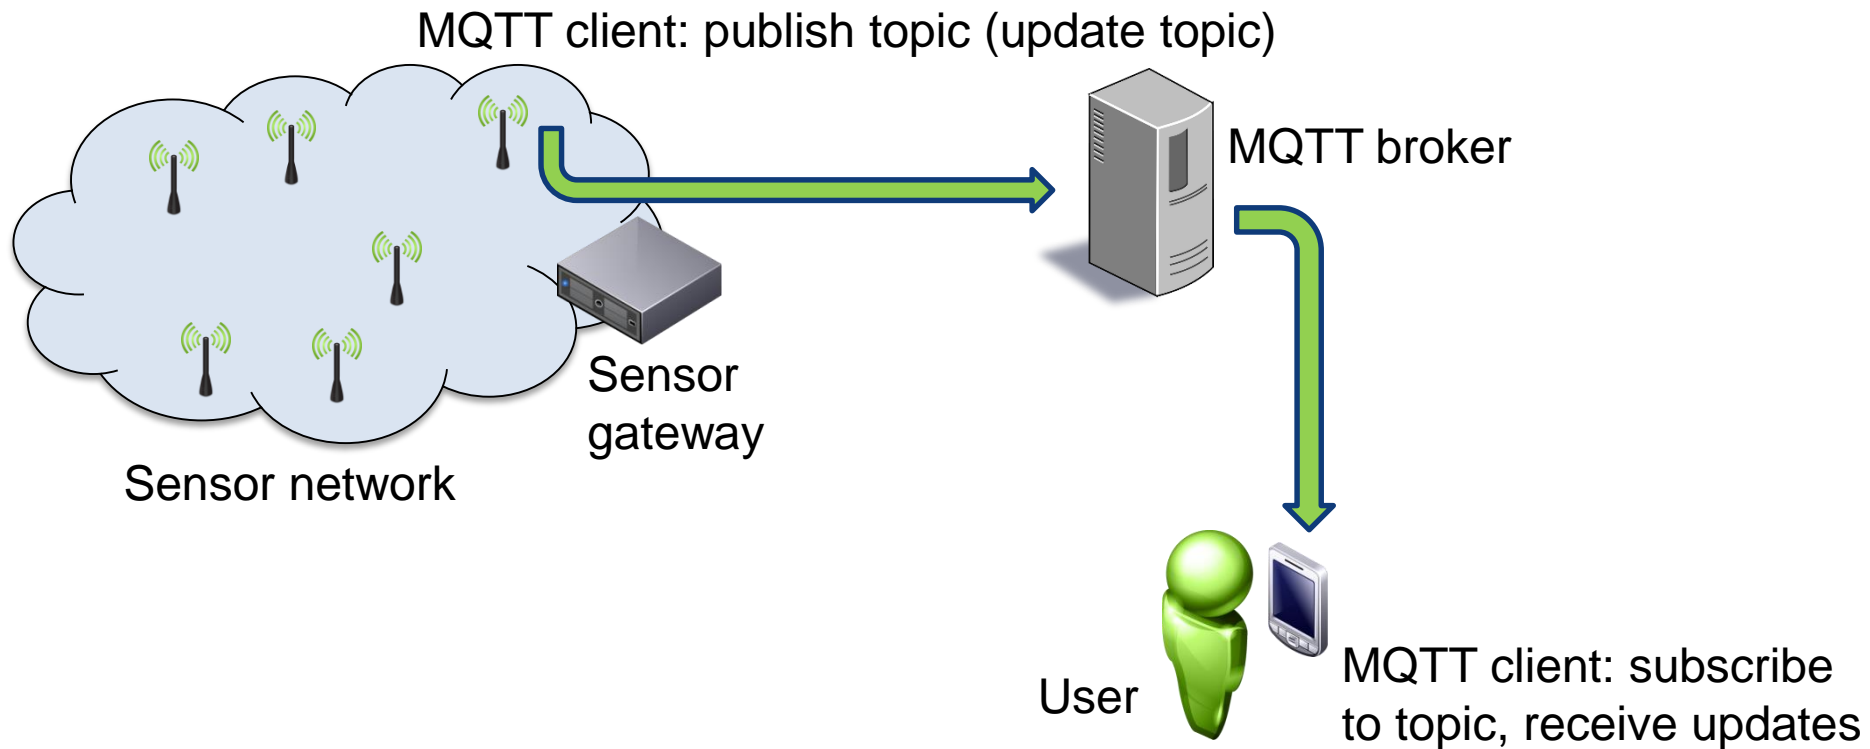 MQTT client: publish topic (update topic)
MQTT broker
Sensor
gateway
Sensor network
User
MQTT client: subscribe
to topic, receive updates